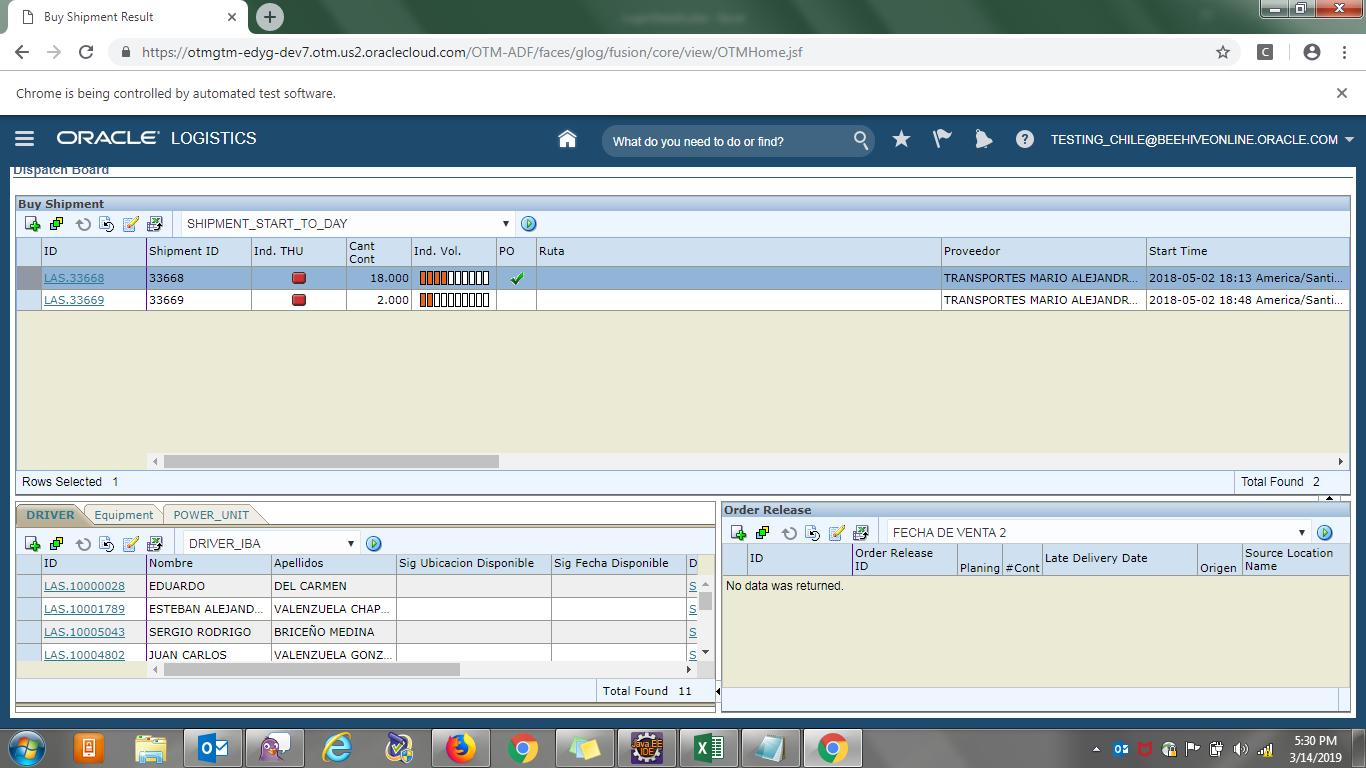 Buy Shipment Result
https://otmgtm-edyg-dev7.otm.us2.oraclecloud.com/OTM-ADF/faces/glog/fusion/core/view/OTMHome.jsf
C
Chrome is being controlled by automated test software.
ORACLE LOGISTICS
What do you need to do or find?
TESTING_CHILE@BEEHIVEONLINE.ORACLE.COM
Dispatch Board
Buy Shipment
SHIPMENT_START_TO_DAY
ID Shipment ID Ind. THU Cant Cont Ind. Vol. PO Ruta Proveedor Start Time
LAS.33668 33668 18.000 TRANSPORTES MARIO ALEJANDR... 2018-05-02 18:13 America/Santi...
LAS.33669 33669 2.000 TRANSPORTES MARIO ALEJANDR... 2018-05-02 18:48 America/Santi...
Rows Selected 1
Total Found 2
DRIVER Equipment POWER_UNIT
DRIVER_IBA
ID Nombre Apellidos Sig Ubicacion Disponible Sig Fecha Disponible D
LAS.10000028 EDUARDO DEL CARMEN S
LAS.10001789 ESTEBAN ALEJAND... VALENZUELA CHAP... S
LAS.10005043 SERGIO RODRIGO BRICEÑO MEDINA S
LAS.10004802 JUAN CARLOS VALENZUELA GONZ... S
Total Found 11
Order Release
FECHA DE VENTA 2
ID Order Release ID Planing #Cont Late Delivery Date Origen Source Location Name
No data was returned.
Java EE IDE
5:30 PM
3/14/2019